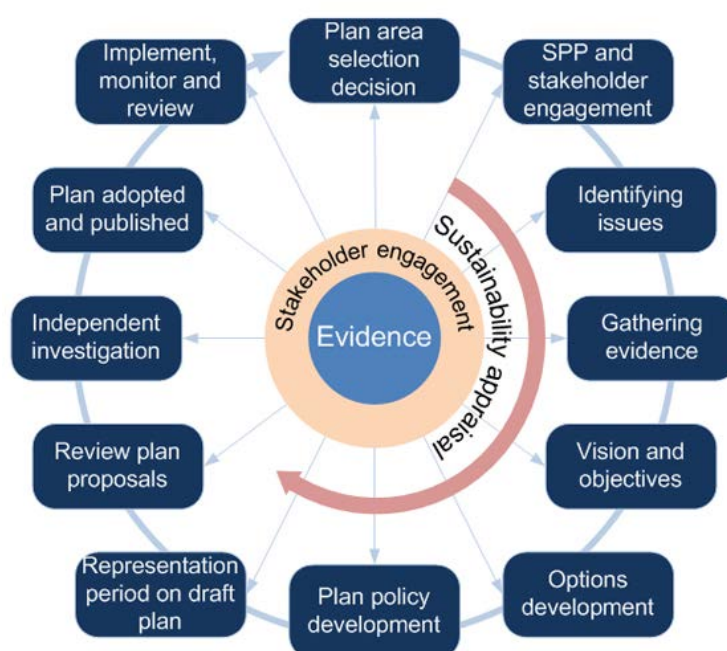 Plan area
selection
decision
SPP and
stakeholder
engagement
Identifying
issues
Gathering
evidence
Vision and
objectives
Options
development
Plan policy
development
Representation
period on draft
plan
Review plan
proposals
Independent
investigation
Plan adopted
and published
Implement,
monitor and
review
Stakeholder engagement
Evidence
Sustainability appraisal